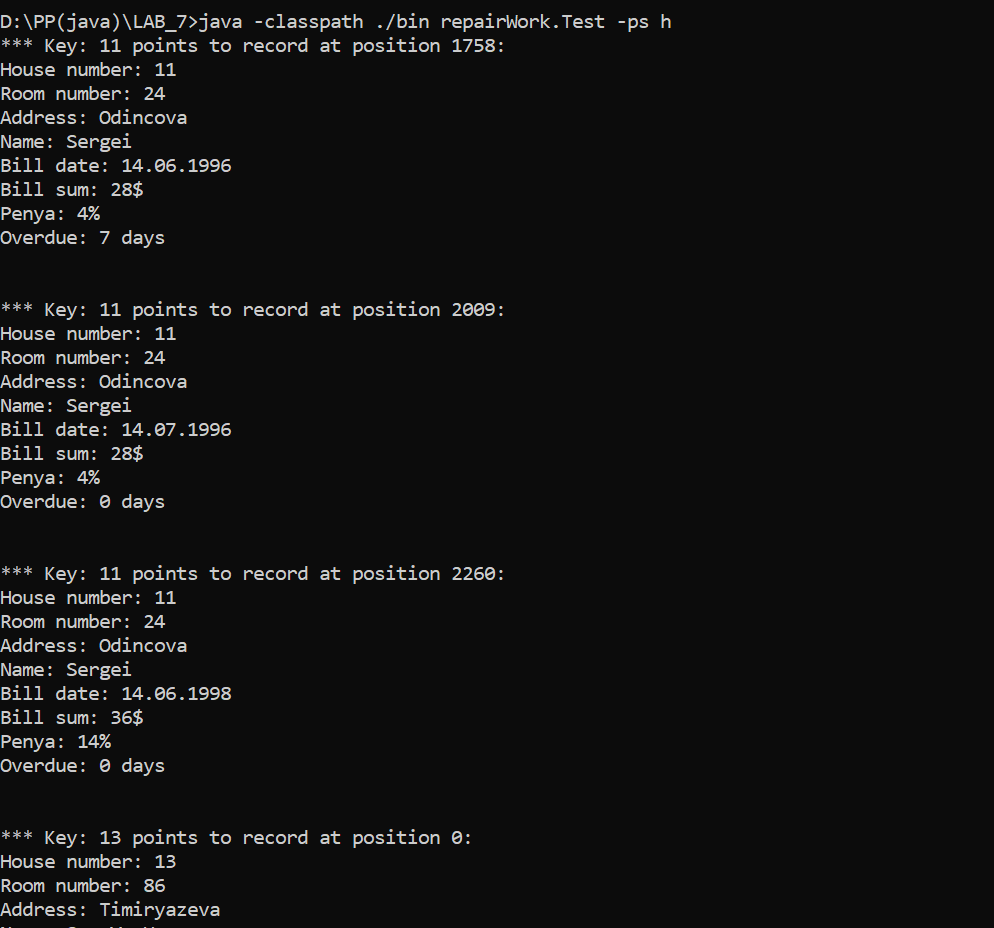 D:\PP(java)\LAB_7>java -classpath ./bin repairWork.Test -ps h
*** Key: 11 points to record at position 1758:
House number: 11
Room number: 24
Address: Odincova
Name: Sergei
Bill date: 14.06.1996
Bill sum: 28$
Penya: 4%
Overdue: 7 days
*** Key: 11 points to record at position 2009:
House number: 11
Room number: 24
Address: Odincova
Name: Sergei
Bill date: 14.07.1996
Bill sum: 28$
Penya: 4%
Overdue: 0 days
*** Key: 11 points to record at position 2260:
House number: 11
Room number: 24
Address: Odincova
Name: Sergei
Bill date: 14.06.1998
Bill sum: 36$
Penya: 14%
Overdue: 0 days
*** Key: 13 points to record at position 0:
House number: 13
Room number: 86
Address: Timiryazeva